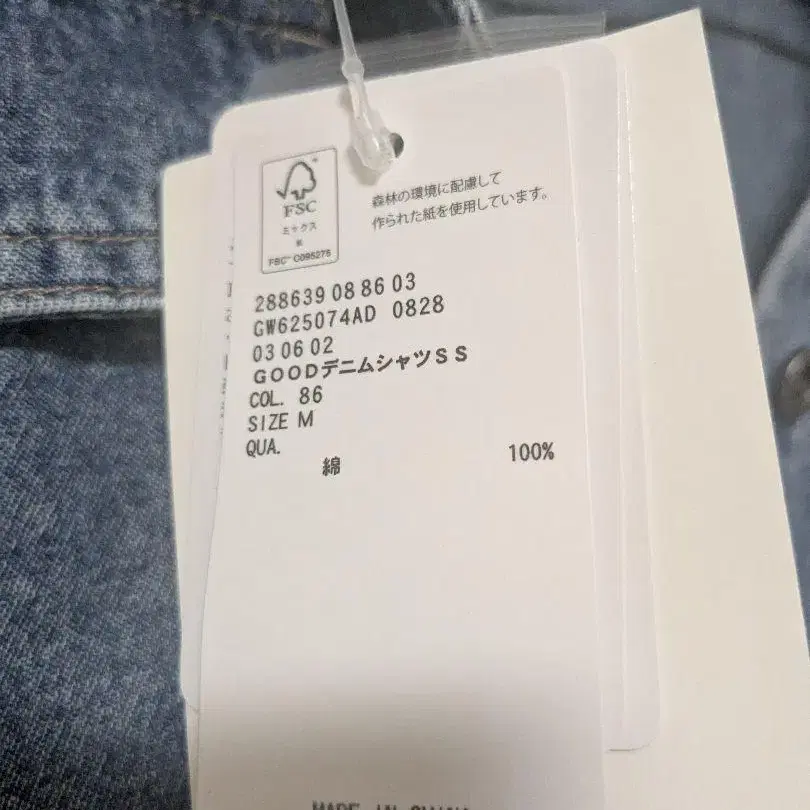 FSC
ミックス
紙
FSC™ C095275
森林の環境に配慮して
作られた紙を使用しています。
288639 08 86 03
GW625074AD 0828
03 06 02
GOODデニムシャツSS
COL. 86
SIZE M
QUA.
綿 100%